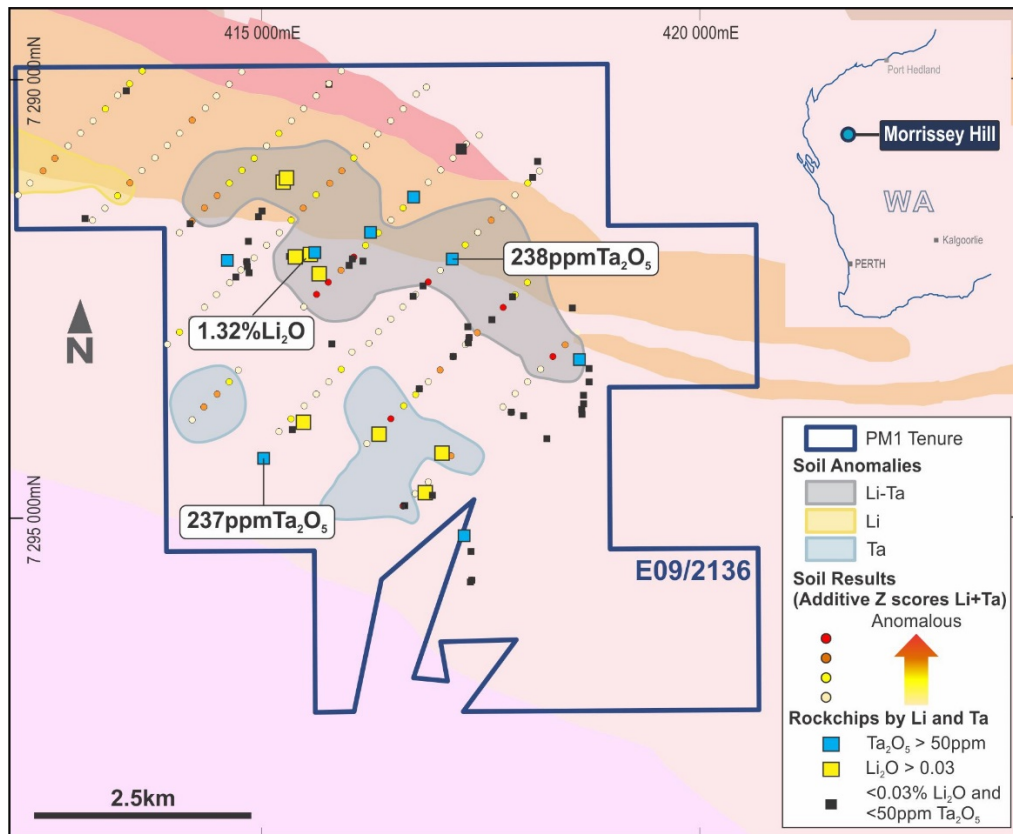 415 000mE
420 000mE
7 290 000mN
7 295 000mN
Port Hedland
Morrissey Hill
WA
Kalgoorlie
PERTH
N
238ppmTa₂O₅
1.32%Li₂O
237ppmTa₂O₅
E09/2136
2.5km
PM1 Tenure
Soil Anomalies
Li-Ta
Li
Ta
Soil Results
(Additive Z scores Li+Ta)
Anomalous
Rockchips by Li and Ta
Ta₂O₅ > 50ppm
Li₂O > 0.03
<0.03% Li₂O and
<50ppm Ta₂O₅